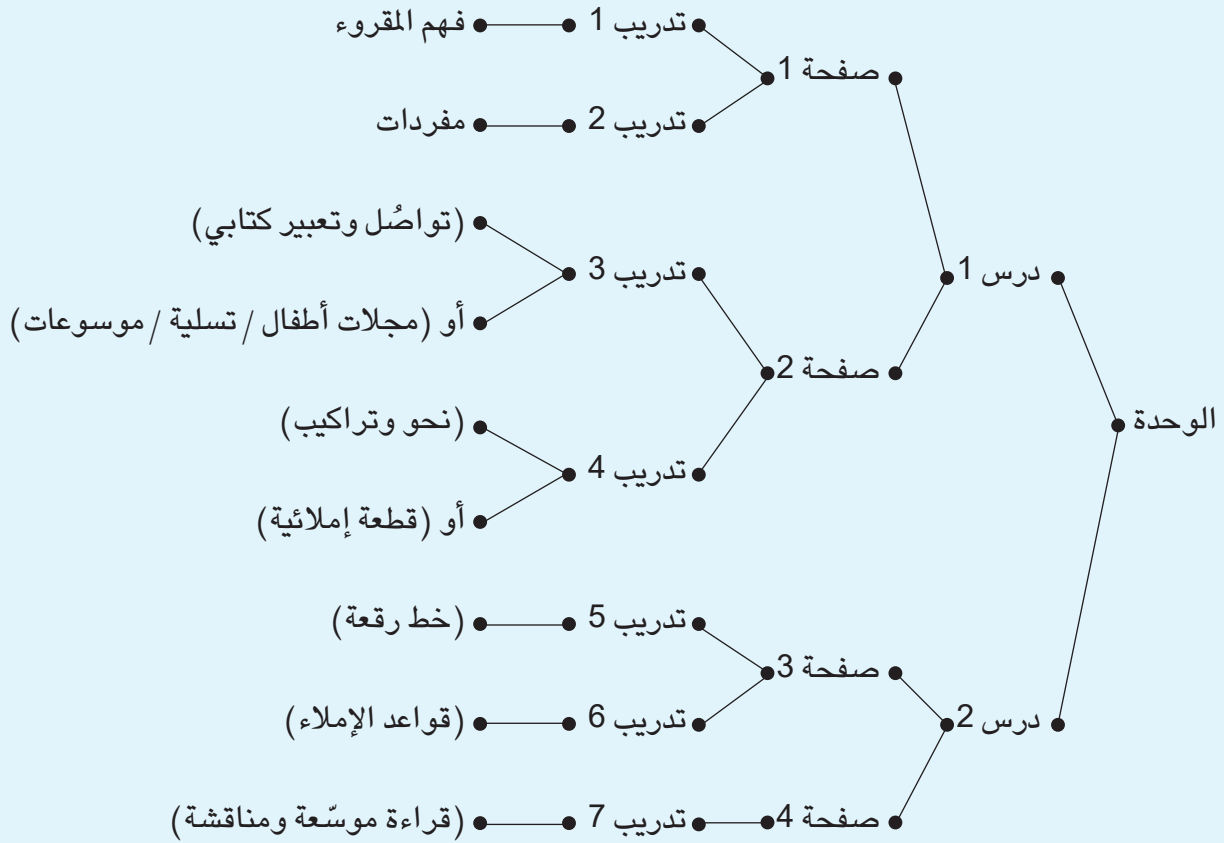 تدريب 1 فهم المقروء
صفحة 1
تدريب 2 مفردات
(تواصُل وتعبير كتابي)
درس 1 تدريب 3
أو (مجلات أطفال / تسلية / موسوعات)
صفحة 2
الوحدة (نحو وتراكيب)
تدريب 4
أو (قطعة إملائية)
تدريب 5 (خط رقعة)
صفحة 3
درس 2 تدريب 6 (قواعد الإملاء)
صفحة 4 تدريب 7 (قراءة موسّعة ومناقشة)